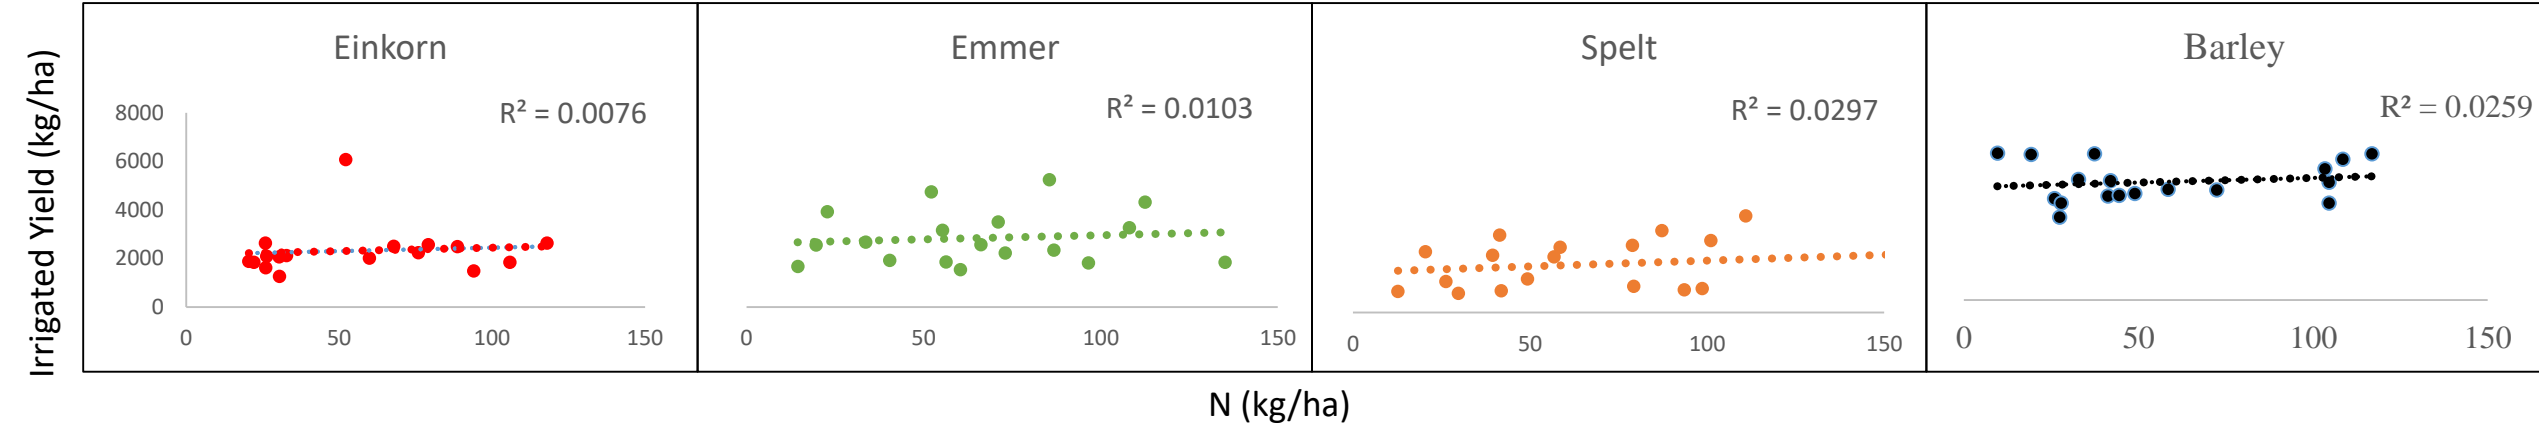 Irrigated Yield (kg/ha)
Einkorn
R² = 0.0076
8000
6000
4000
2000
0
0 50 100 150
Emmer
R² = 0.0103
0 50 100 150
Spelt
R² = 0.0297
0 50 100 150
Barley
R² = 0.0259
0 50 100 150
N (kg/ha)